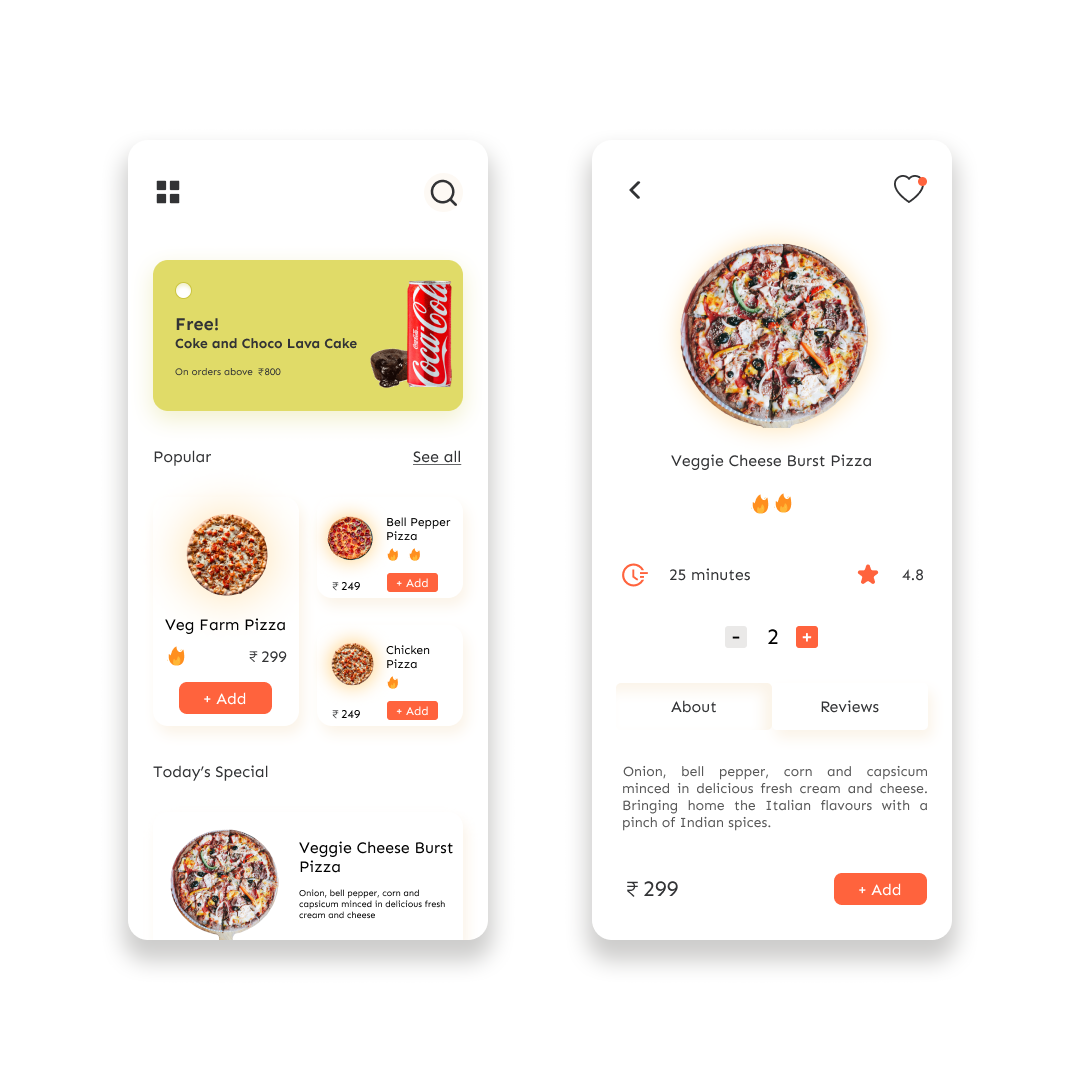 Free!
Coke and Choco Lava Cake
On orders above ₹800
Coca-Cola
Popular
See all
Veg Farm Pizza
₹ 299
+ Add
Bell Pepper
Pizza
₹ 249
+ Add
Chicken
Pizza
₹ 249
+ Add
Today’s Special
Veggie Cheese Burst
Pizza
Onion, bell pepper, corn and
capsicum minced in delicious fresh
cream and cheese
Veggie Cheese Burst Pizza
25 minutes
4.8
- 2 +
About
Reviews
Onion, bell pepper, corn and capsicum
minced in delicious fresh cream and cheese.
Bringing home the Italian flavours with a
pinch of Indian spices.
₹ 299
+ Add